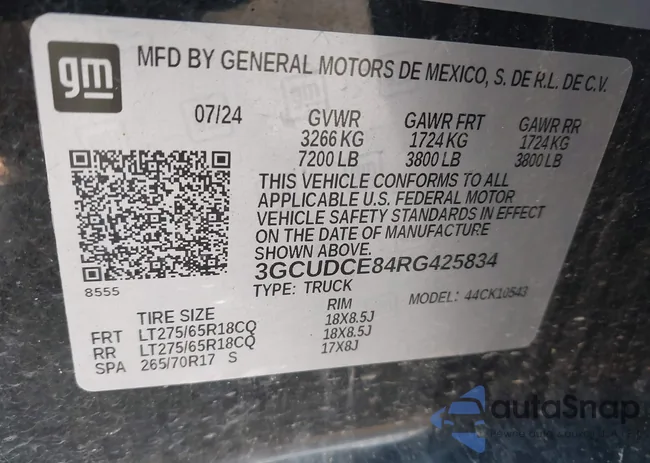 gm
MFD BY GENERAL MOTORS DE MEXICO, S. DE R.L. DE C.V.
07/24 GVWR GAWR FRT GAWR RR
3266 KG 1724 KG 1724 KG
7200 LB 3800 LB 3800 LB
THIS VEHICLE CONFORMS TO ALL
APPLICABLE U.S. FEDERAL MOTOR
VEHICLE SAFETY STANDARDS IN EFFECT
ON THE DATE OF MANUFACTURE
SHOWN ABOVE.
3GCUDCE84RG425834
8555 TYPE: TRUCK MODEL: 44CK10543
TIRE SIZE RIM
FRT LT275/65R18CQ 18X8.5J
RR LT275/65R18CQ 18X8.5J
SPA 265/70R17 S 17X8J
autoSnap